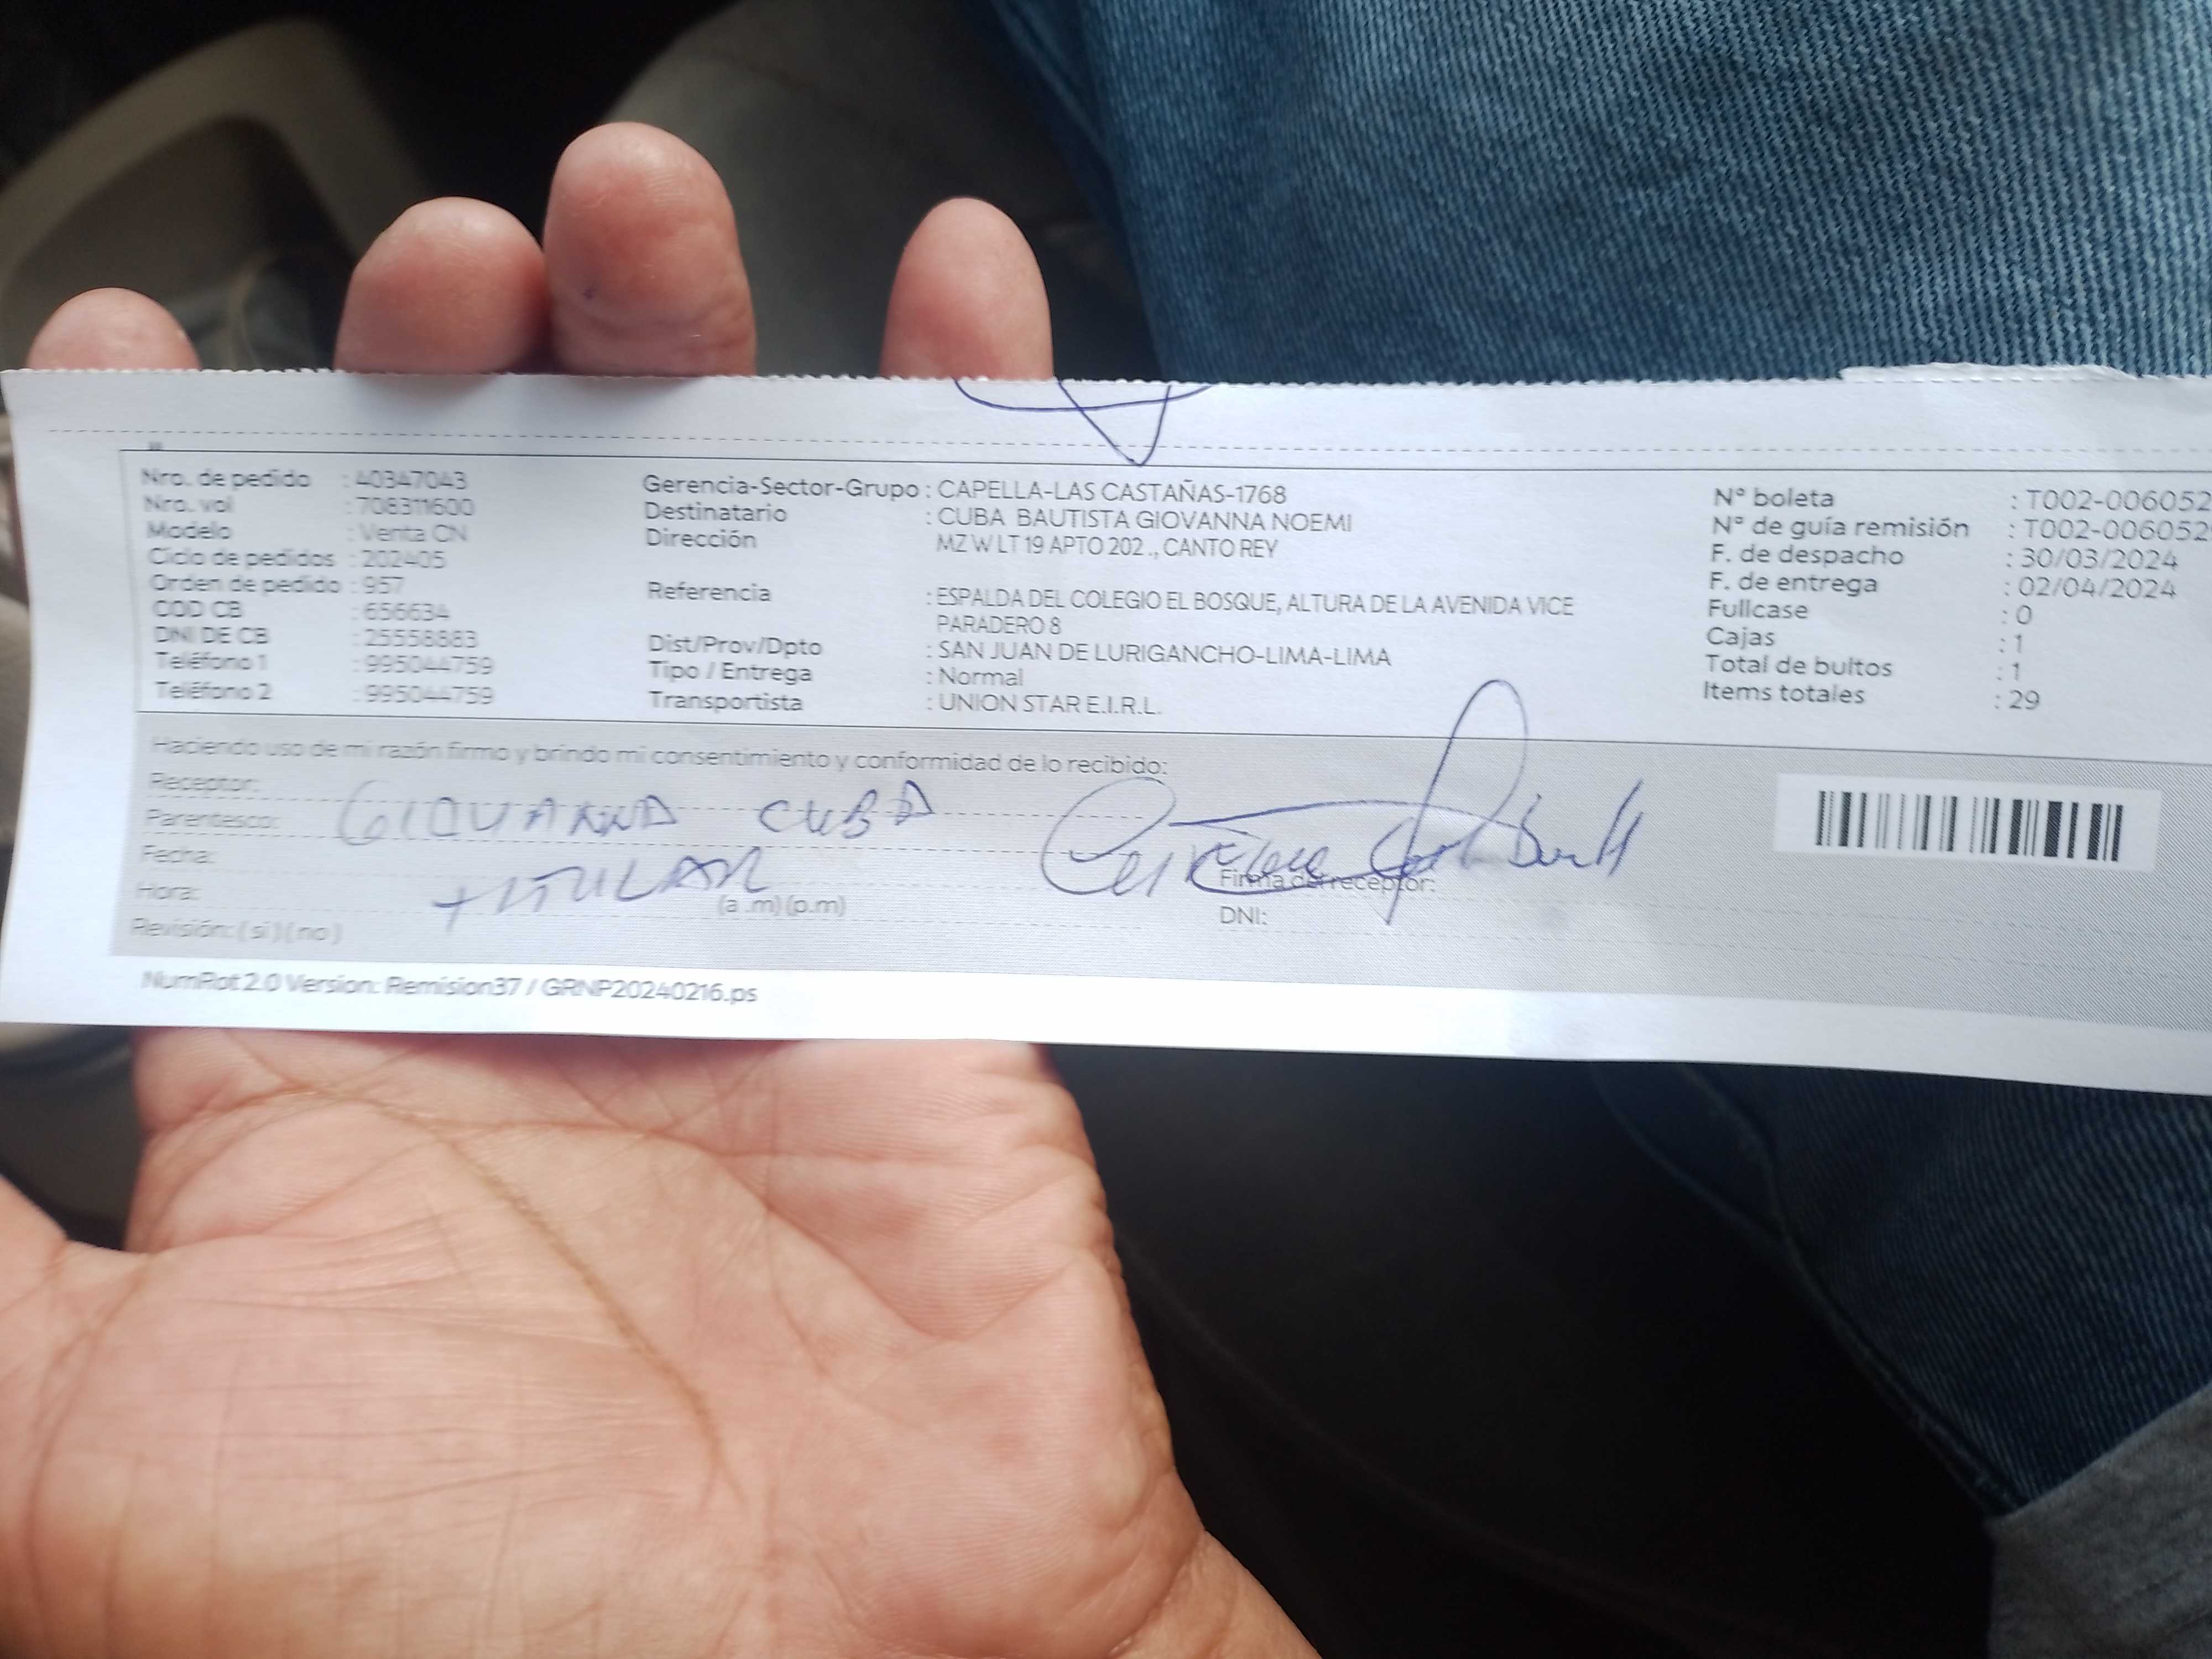 Nro. de pedido : 40347043
Nro. vol : 708311600
Modelo : Venta CN
Ciclo de pedidos : 202405
Orden de pedido : 957
COD CB : 656634
DNI DE CB : 25558883
Teléfono 1 : 995044759
Teléfono 2 : 995044759
Gerencia-Sector-Grupo : CAPELLA-LAS CASTAÑAS-1768
Destinatario : CUBA BAUTISTA GIOVANNA NOEMI
Dirección MZ W LT 19 APTO 202 ., CANTO REY
Referencia : ESPALDA DEL COLEGIO EL BOSQUE, ALTURA DE LA AVENIDA VICE
PARADERO 8
Dist/Prov/Dpto : SAN JUAN DE LURIGANCHO-LIMA-LIMA
Tipo / Entrega : Normal
Transportista : UNION STAR E.I.R.L.
N° boleta : T002-006052
N° de guía remisión : T002-006052
F. de despacho : 30/03/2024
F. de entrega : 02/04/2024
Fullcase : 0
Cajas : 1
Total de bultos : 1
Items totales : 29
Haciendo uso de mi razón firmo y brindo mi consentimiento y conformidad de lo recibido:
Receptor: GIOVANNA CUBA
Parentesco: TITULAR
Fecha:
Hora: (a .m) (p.m)
Revisión: ( si ) ( no )
Firma del receptor:
DNI:
NumRot 2.0 Version: Remision37 / GRNP20240216.ps